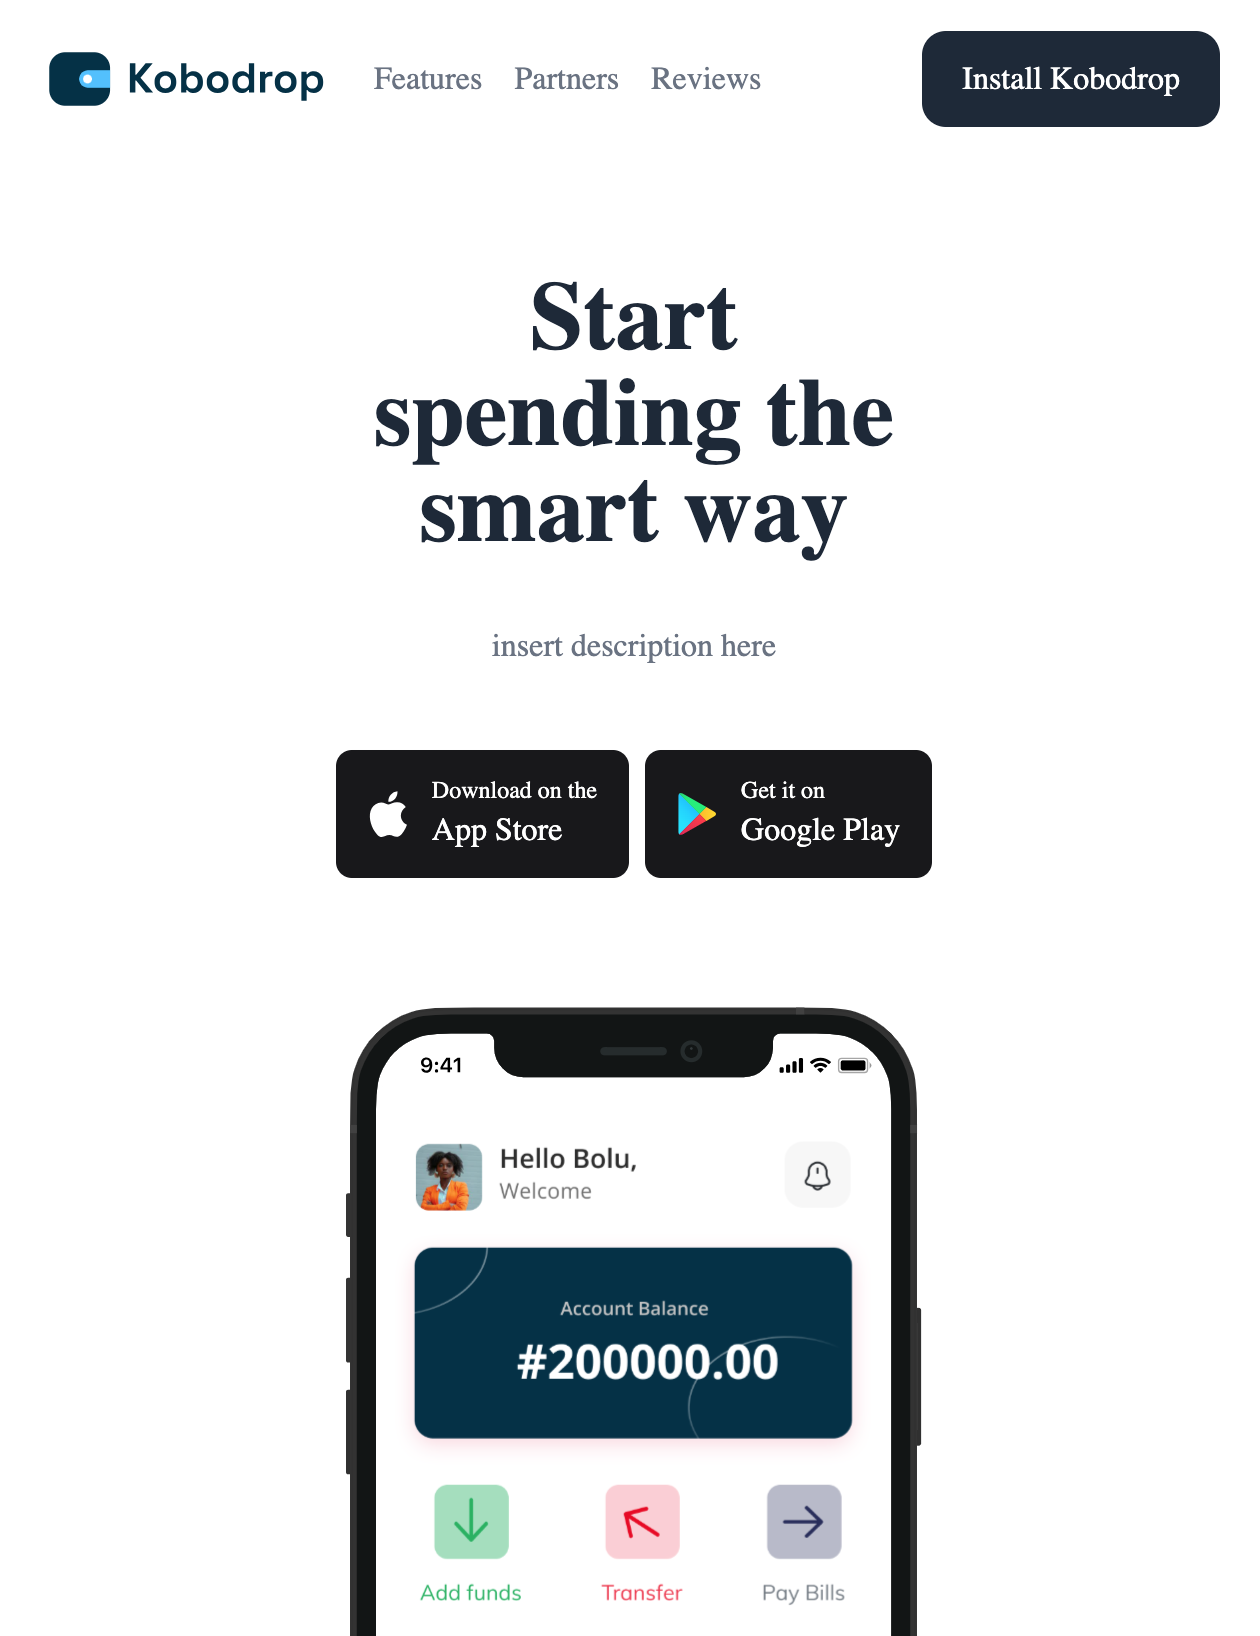 Kobodrop
Features Partners Reviews
Install Kobodrop
Start
spending the
smart way
insert description here
Download on the
App Store
Get it on
Google Play
9:41
Hello Bolu,
Welcome
Account Balance
#200000.00
Add funds
Transfer
Pay Bills